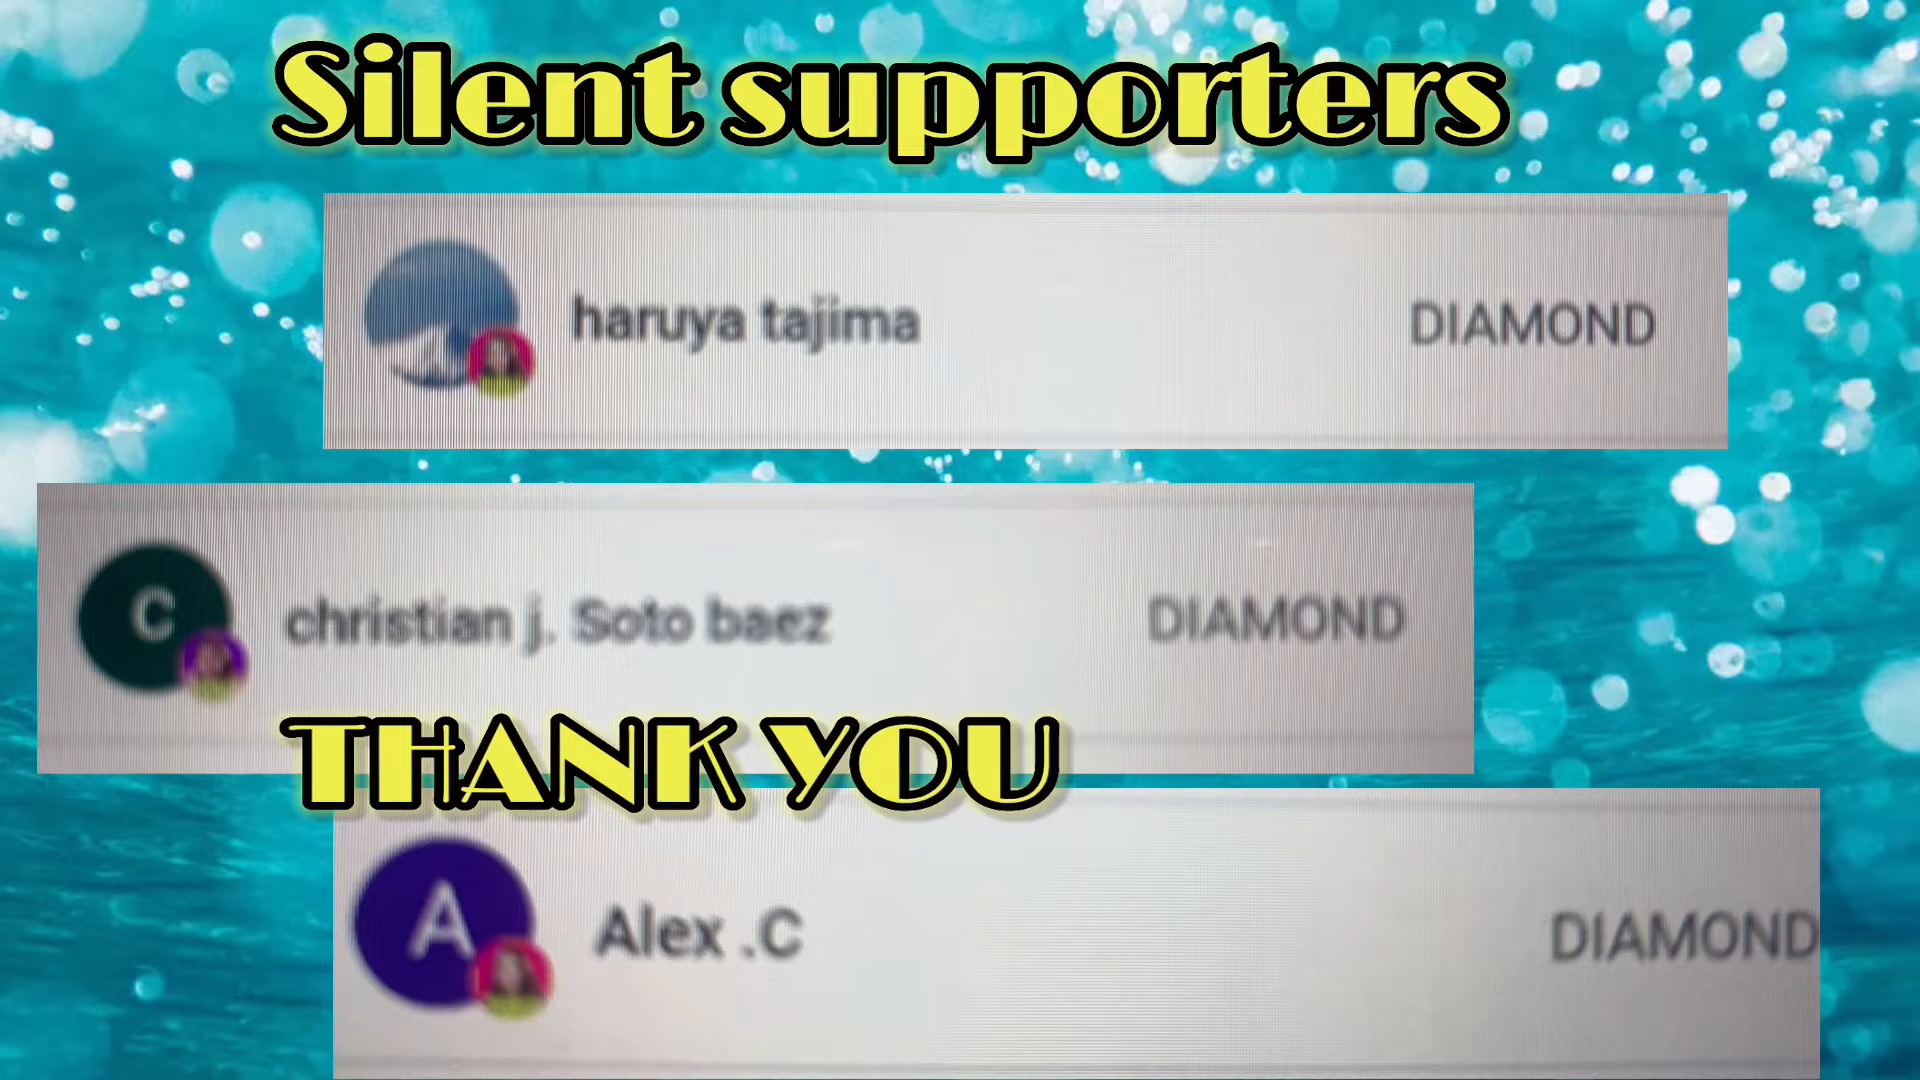 Silent supporters
haruya tajima DIAMOND
C christian j. Soto baez DIAMOND
THANK YOU
A Alex .C DIAMOND